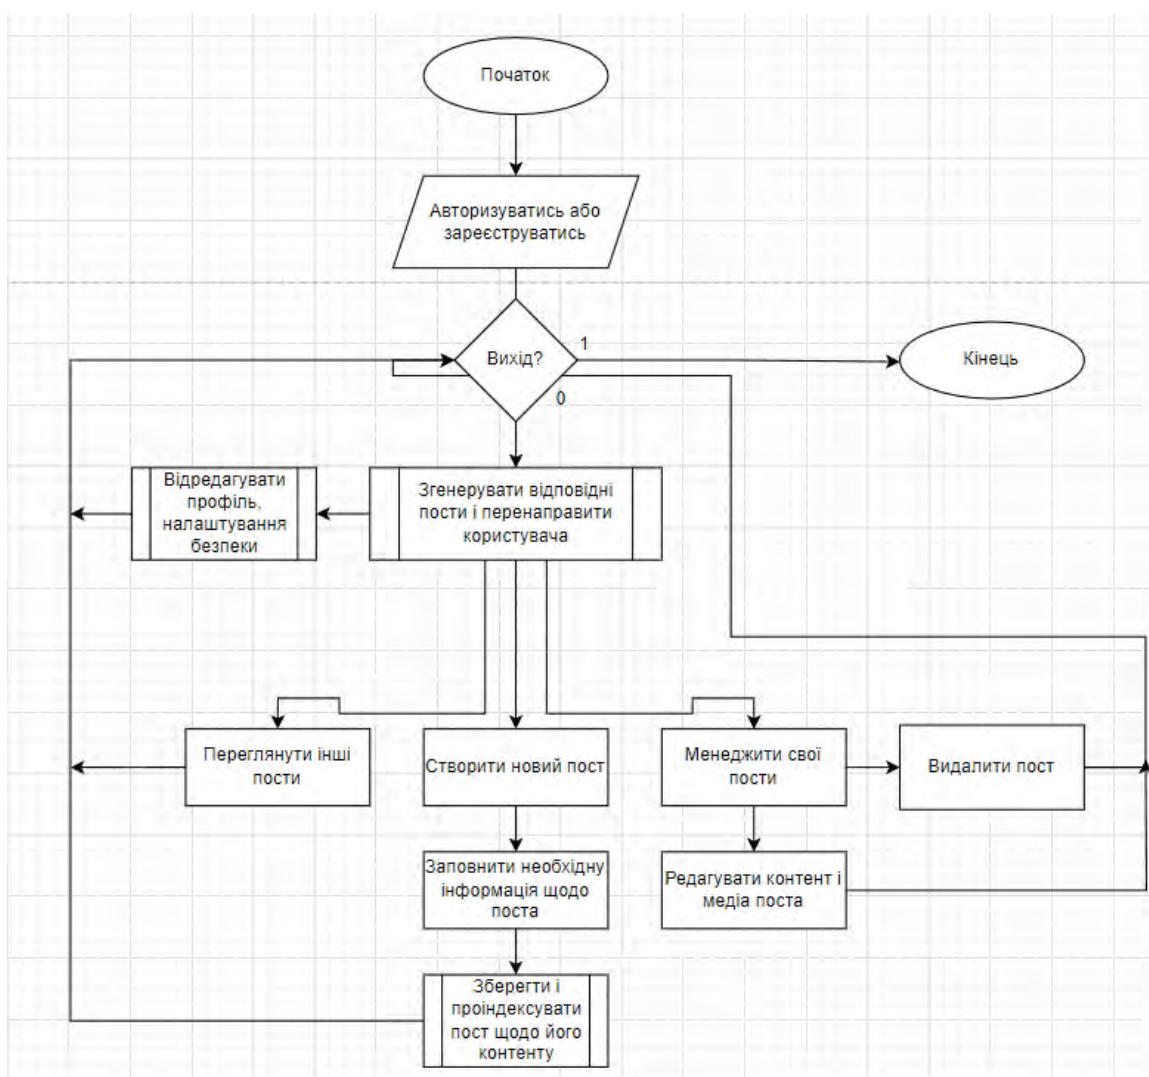 Початок
Авторизуватись або
зареєструватись
Вихід?
1
Кінець
0
Відредагувати
профіль,
налаштування
безпеки
Згенерувати відповідні
пости і перенаправити
користувача
Переглянути інші
пости
Створити новий пост
Менеджити свої
пости
Видалити пост
Заповнити необхідну
інформація щодо
поста
Редагувати контент і
медіа поста
Зберегти і
проіндексувати
пост щодо його
контенту